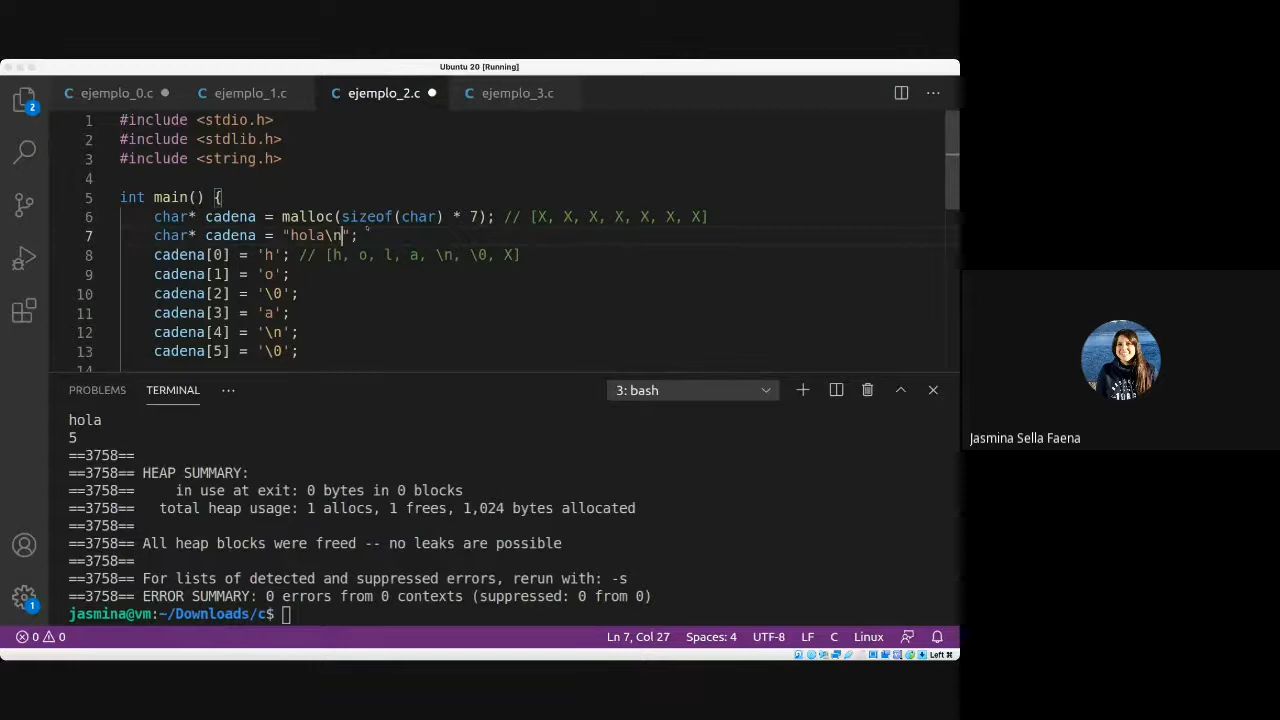 Ubuntu 20 [Running]
ejemplo_0.c ejemplo_1.c ejemplo_2.c ejemplo_3.c
2
1 #include <stdio.h>
2 #include <stdlib.h>
3 #include <string.h>
4
5 int main() {
6 char* cadena = malloc(sizeof(char) * 7); // [X, X, X, X, X, X, X]
7 char* cadena = "hola\n";
8 cadena[0] = 'h'; // [h, o, l, a, \n, \0, X]
9 cadena[1] = 'o';
10 cadena[2] = '\0';
11 cadena[3] = 'a';
12 cadena[4] = '\n';
13 cadena[5] = '\0';
14
PROBLEMS TERMINAL ··· 3: bash
hola
5
==3758==
==3758== HEAP SUMMARY:
==3758==     in use at exit: 0 bytes in 0 blocks
==3758==   total heap usage: 1 allocs, 1 frees, 1,024 bytes allocated
==3758==
==3758== All heap blocks were freed -- no leaks are possible
==3758==
==3758== For lists of detected and suppressed errors, rerun with: -s
==3758== ERROR SUMMARY: 0 errors from 0 contexts (suppressed: 0 from 0)
jasmina@vm:~/Downloads/c$
1
0 0 Ln 7, Col 27 Spaces: 4 UTF-8 LF C Linux
Left ⌘
Jasmina Sella Faena